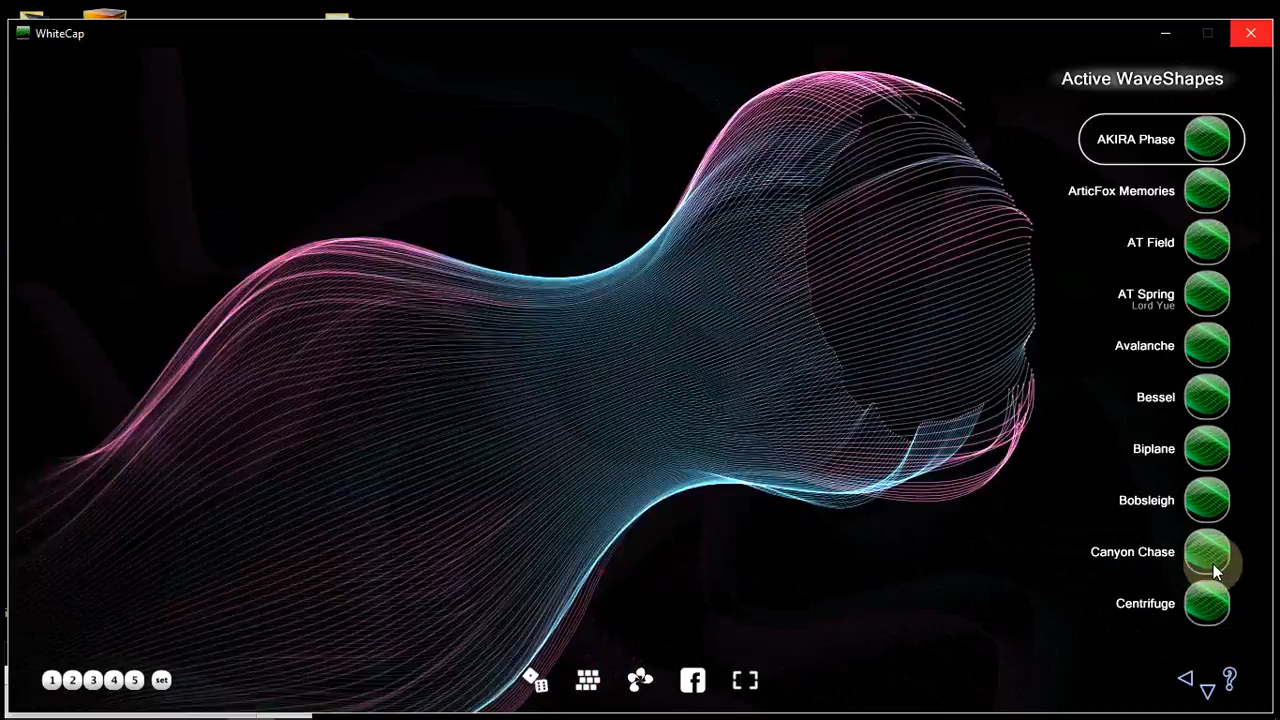 WhiteCap
Active WaveShapes
AKIRA Phase
ArticFox Memories
AT Field
AT Spring
Lord Yue
Avalanche
Bessel
Biplane
Bobsleigh
Canyon Chase
Centrifuge
1 2 3 4 5 set
f
?